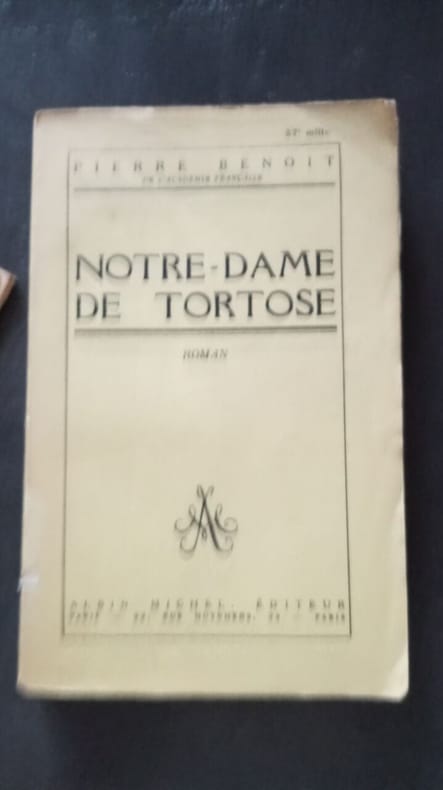 PIERRE BENOIT
DE L'ACADÉMIE FRANÇAISE
NOTRE-DAME
DE TORTOSE
ROMAN
ALBIN MICHEL, ÉDITEUR
PARIS — 22, RUE HUYGHENS, 22 — PARIS